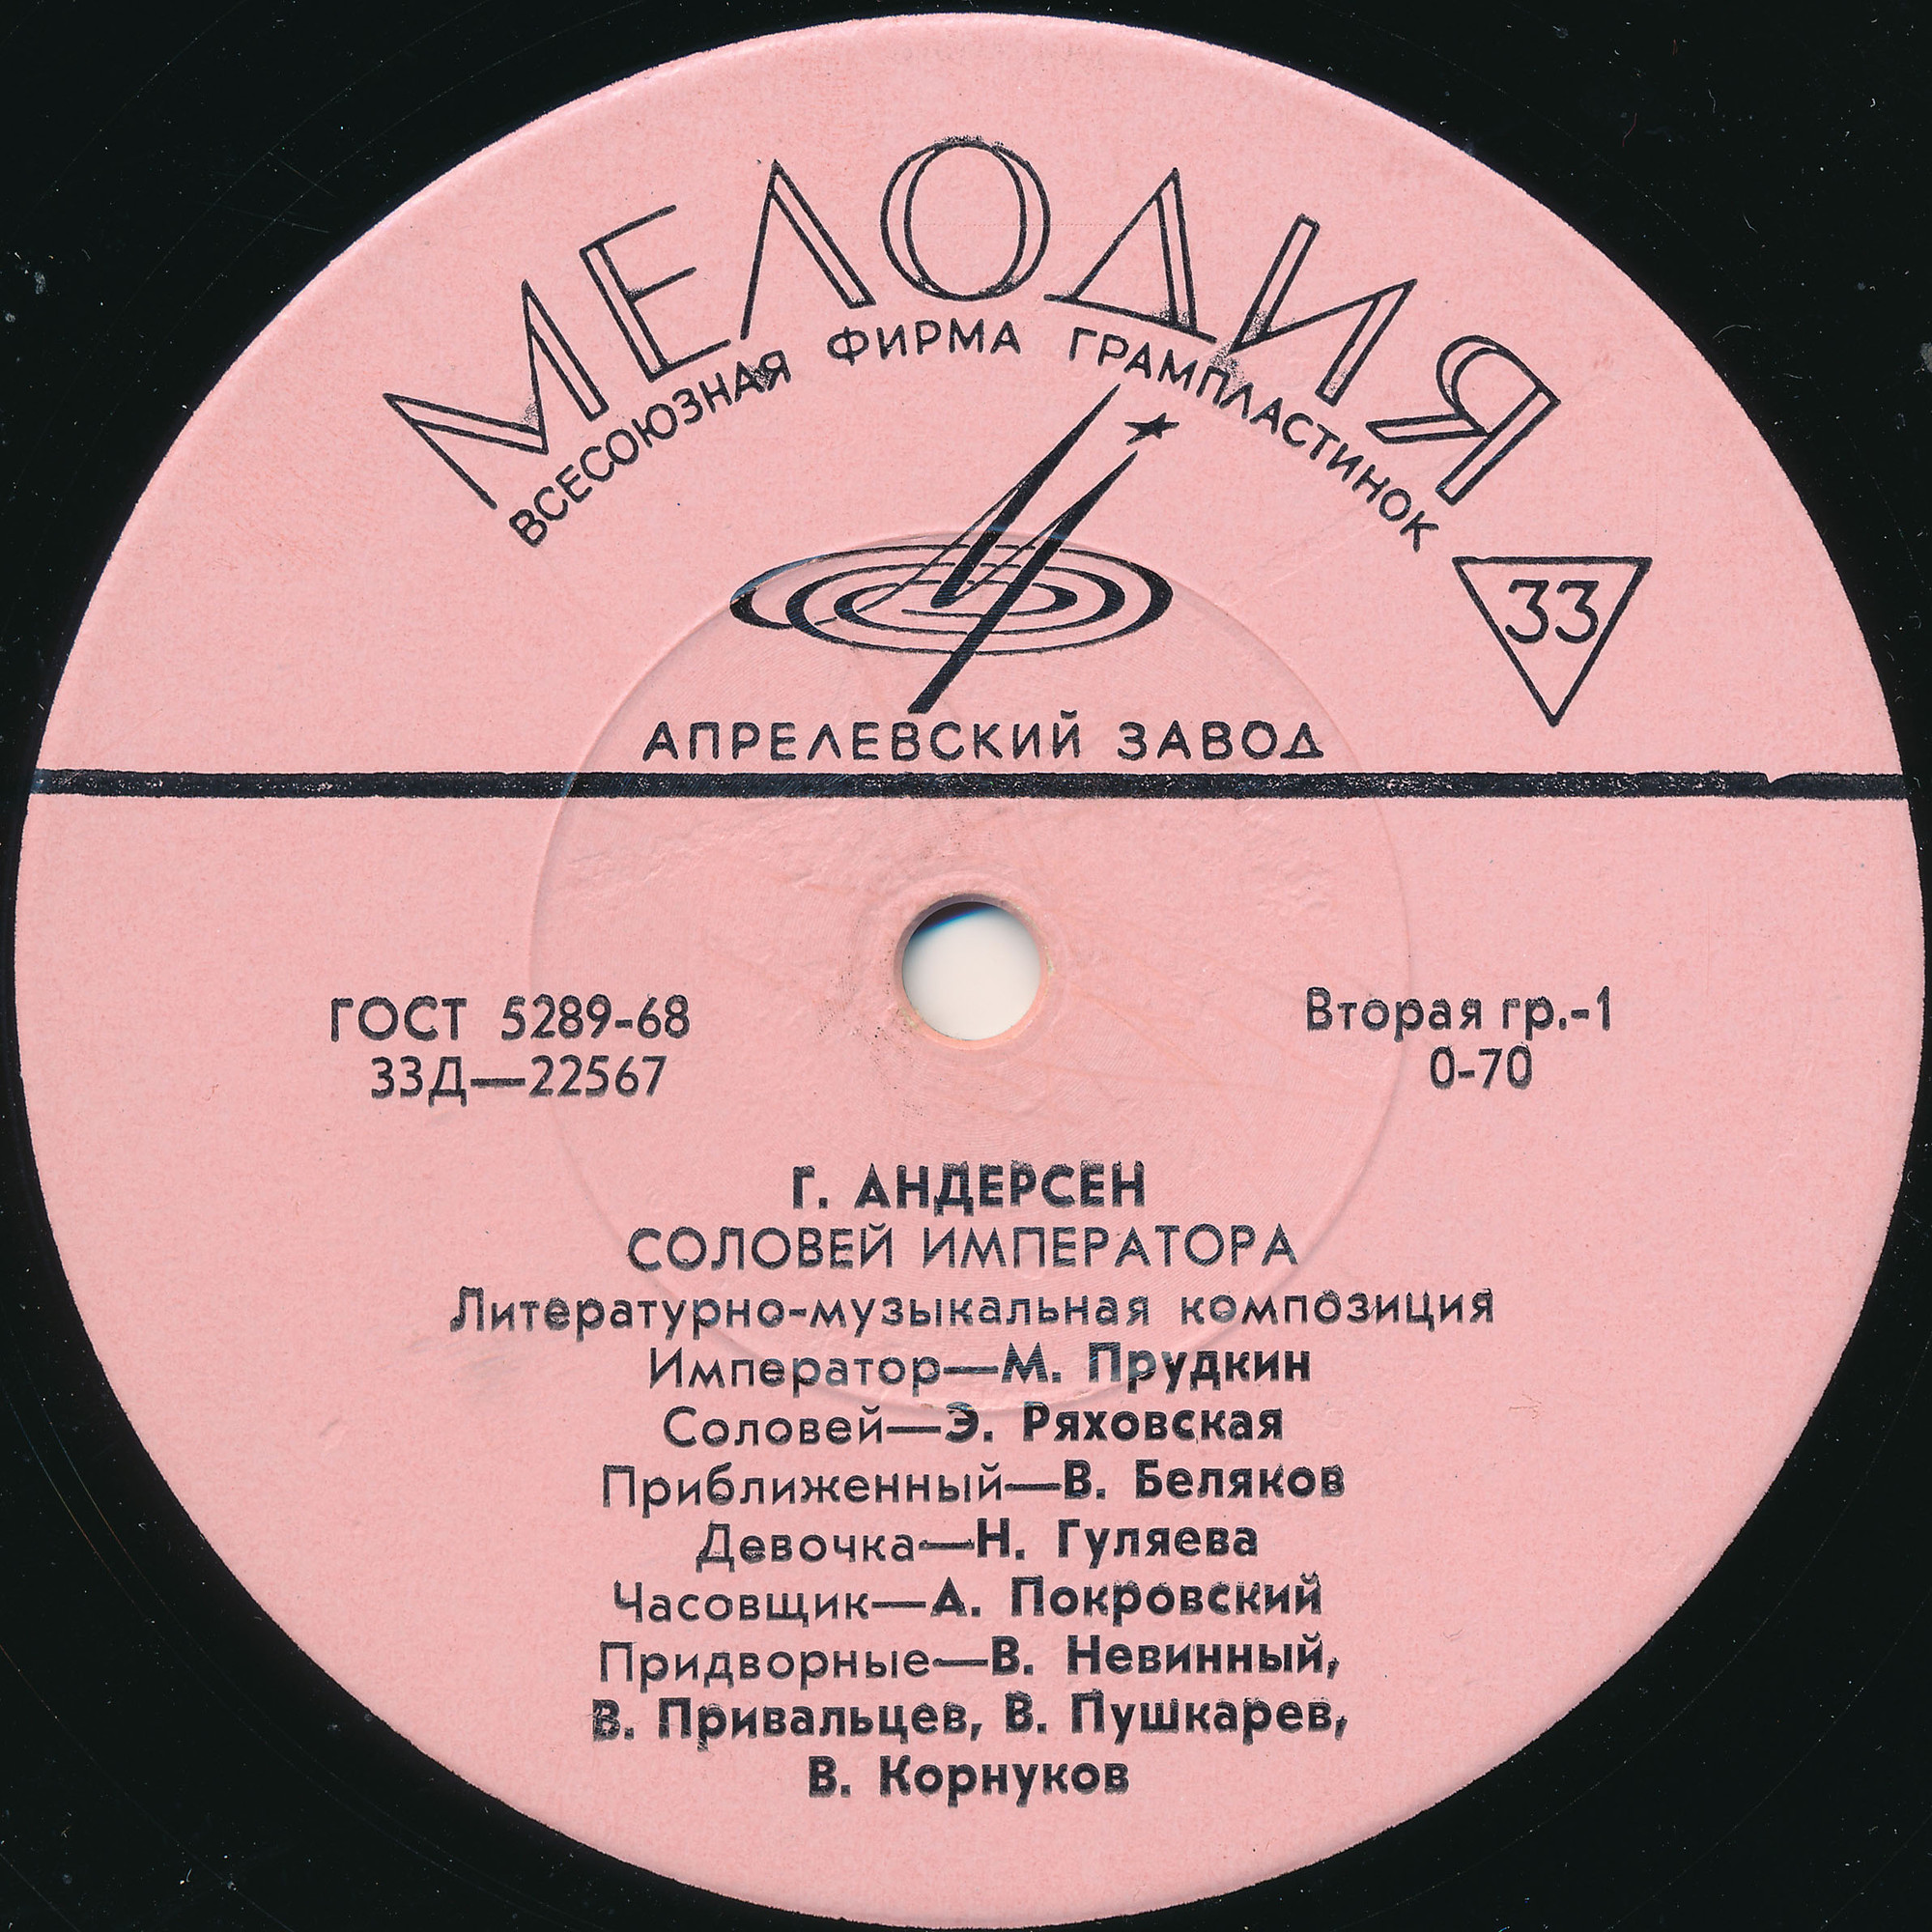 МЕЛОДИЯ
ВСЕСОЮЗНАЯ ФИРМА ГРАМПЛАСТИНОК
33
АПРЕЛЕВСКИЙ ЗАВОД
ГОСТ 5289-68
33Д—22567
Вторая гр.-1
0-70
Г. АНДЕРСЕН
СОЛОВЕЙ ИМПЕРАТОРА
Литературно-музыкальная композиция
Император—М. Прудкин
Соловей—Э. Ряховская
Приближенный—В. Беляков
Девочка—Н. Гуляева
Часовщик—А. Покровский
Придворные—В. Невинный,
В. Привальцев, В. Пушкарев,
В. Корнуков